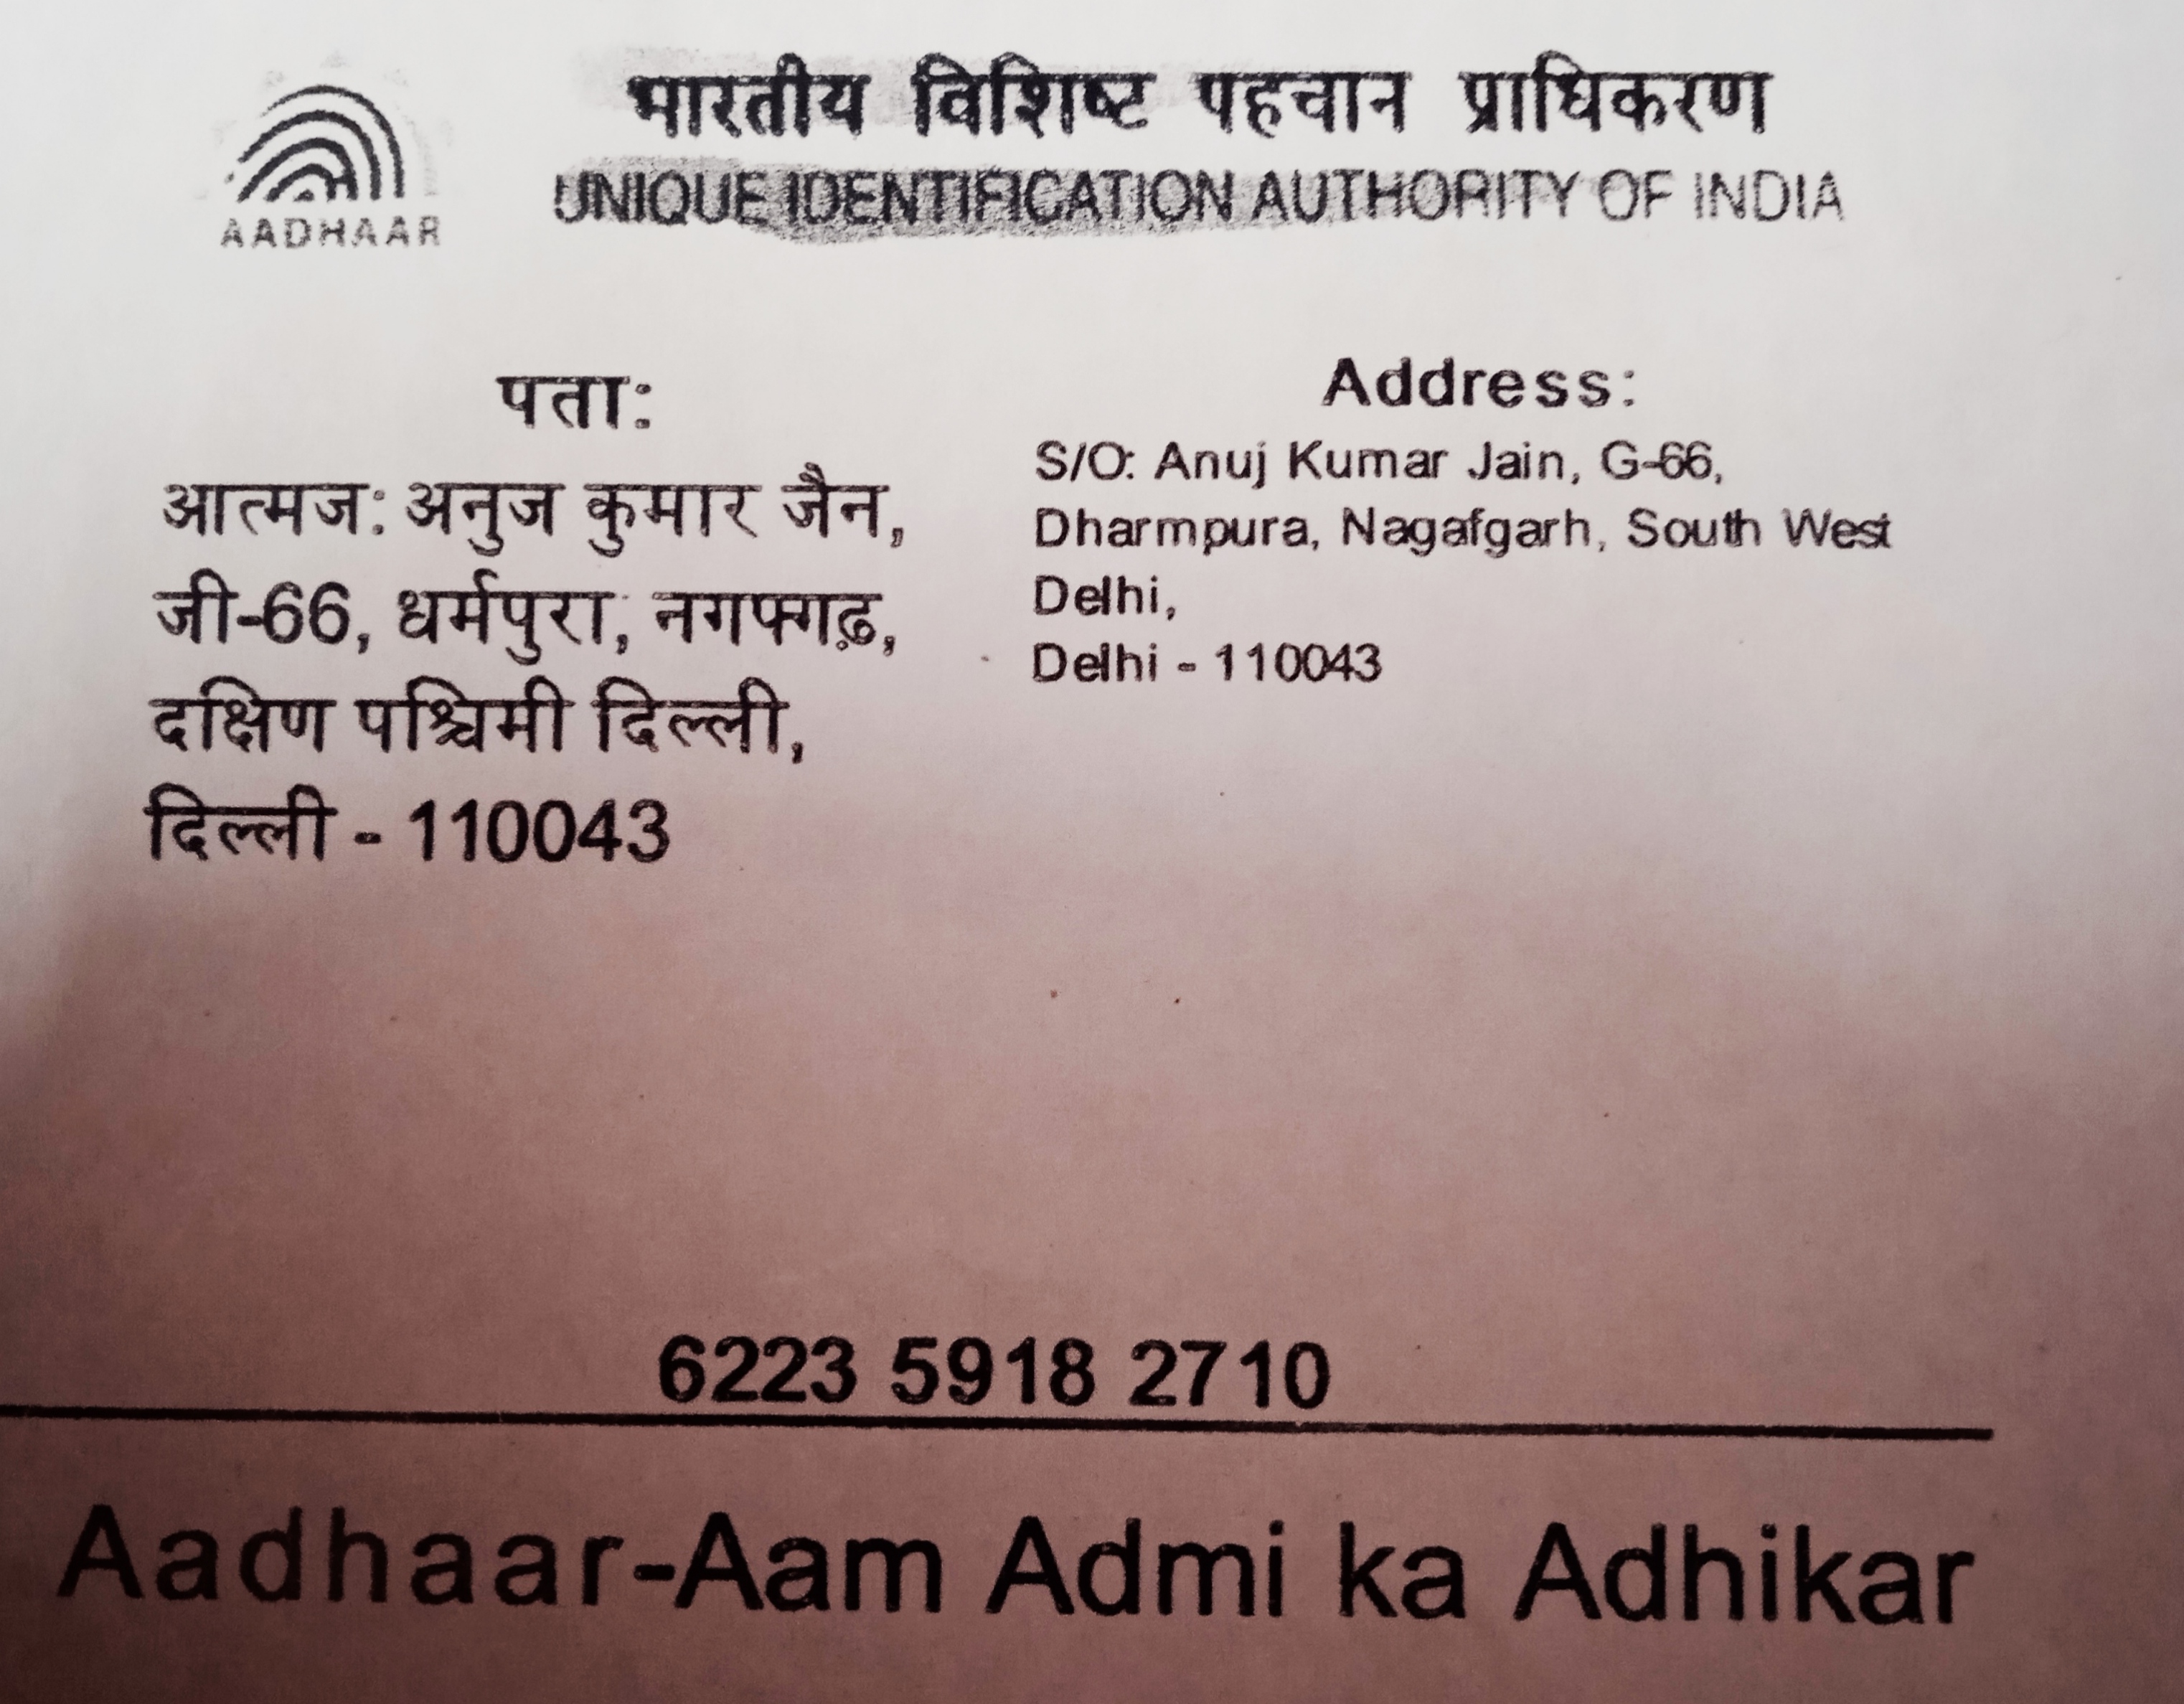 भारतीय विशिष्ट पहचान प्राधिकरण
UNIQUE IDENTIFICATION AUTHORITY OF INDIA
AADHAAR
पता:
आत्मज: अनुज कुमार जैन,
जी-66, धर्मपुरा, नगफ्गढ़,
दक्षिण पश्चिमी दिल्ली,
दिल्ली - 110043
Address:
S/O: Anuj Kumar Jain, G-66,
Dharmpura, Nagafgarh, South West
Delhi,
Delhi - 110043
6223 5918 2710
Aadhaar-Aam Admi ka Adhikar